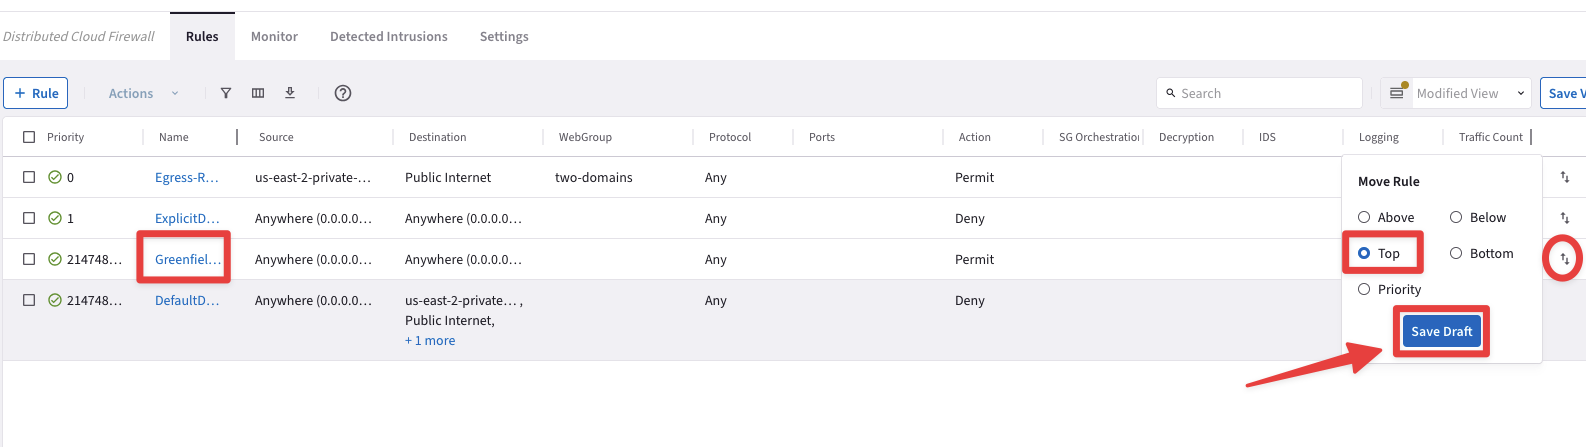 Distributed Cloud Firewall Rules Monitor Detected Intrusions Settings
+ Rule Actions ? Search Modified View Save V
Priority Name Source Destination WebGroup Protocol Ports Action SG Orchestration Decryption IDS Logging Traffic Count
0 Egress-R... us-east-2-private-... Public Internet two-domains Any Permit
1 ExplicitD... Anywhere (0.0.0.0... Anywhere (0.0.0.0... Any Deny
214748... Greenfiel... Anywhere (0.0.0.0... Anywhere (0.0.0.0... Any Permit
214748... DefaultD... Anywhere (0.0.0.0... us-east-2-private... , Any Deny
Public Internet,
+ 1 more
Move Rule
Above Below
Top Bottom
Priority
Save Draft